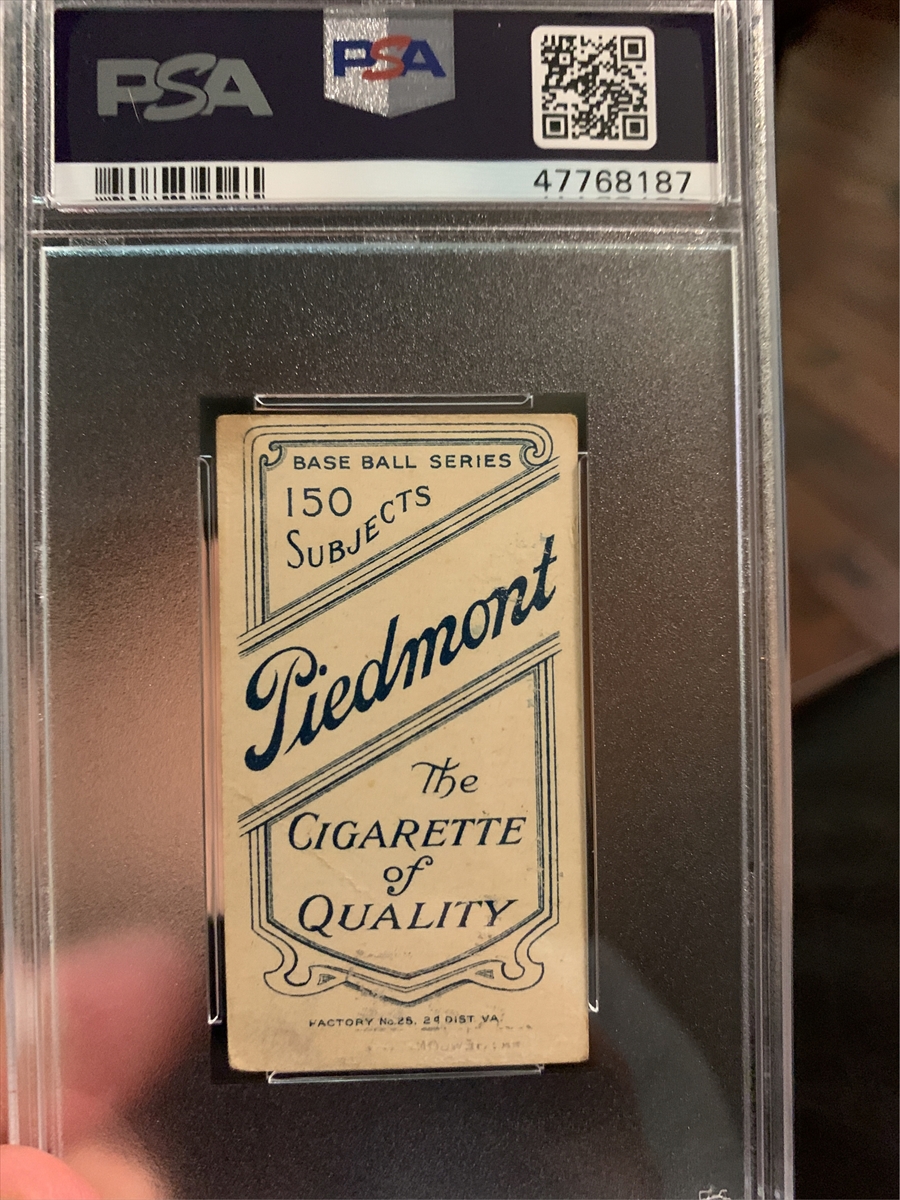 PSA
PSA
47768187
BASE BALL SERIES
150
SUBJECTS
Piedmont
The
CIGARETTE
of
QUALITY
FACTORY No.25, 2d DIST. VA.